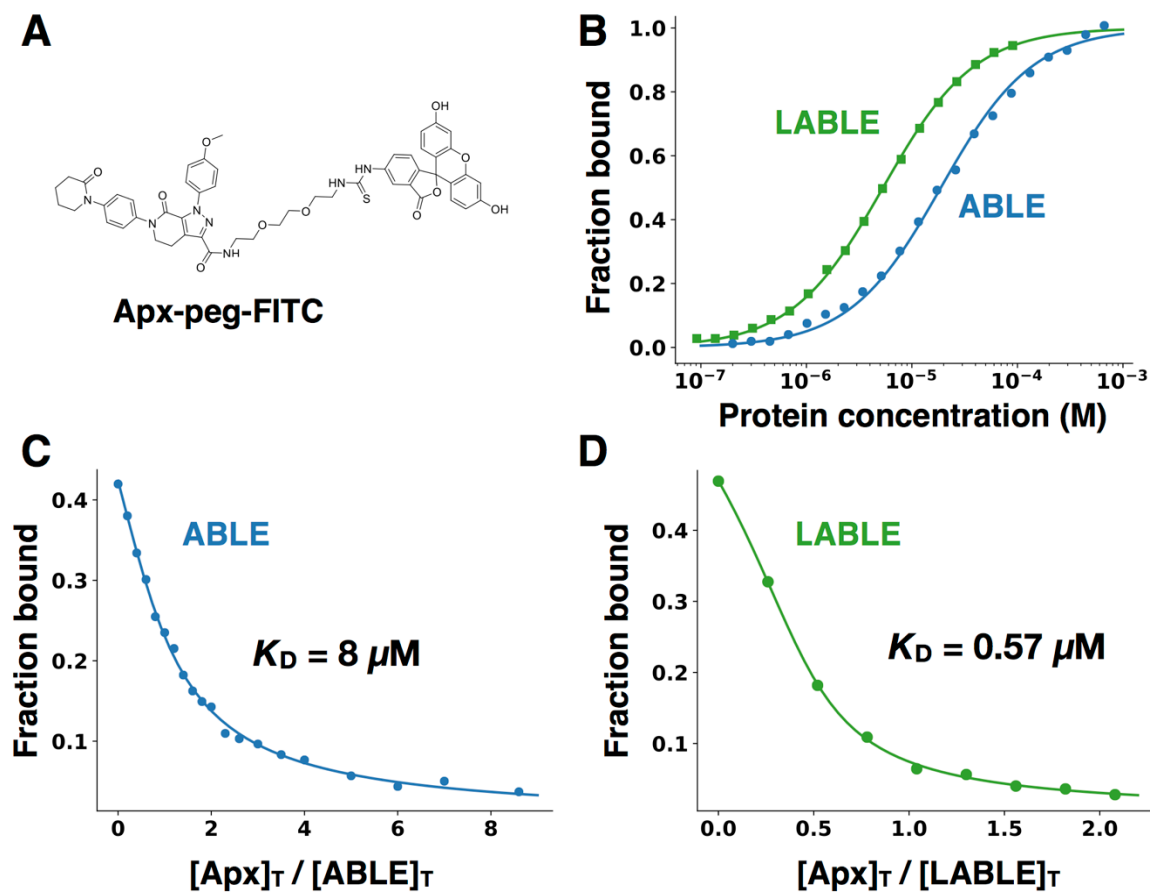 A
O
N
N
O
O
N
N
O
N
H
O
O
H
N
H
N
S
O
O
O
OH
OH
Apx-peg-FITC
B
Fraction bound
1.0
0.8
0.6
0.4
0.2
0.0
LABLE
ABLE
10⁻⁷
10⁻⁶
10⁻⁵
10⁻⁴
10⁻³
Protein concentration (M)
C
Fraction bound
0.4
0.3
0.2
0.1
ABLE
K_D = 8 μM
0
2
4
6
8
[Apx]_T / [ABLE]_T
D
Fraction bound
0.4
0.3
0.2
0.1
LABLE
K_D = 0.57 μM
0.0
0.5
1.0
1.5
2.0
[Apx]_T / [LABLE]_T